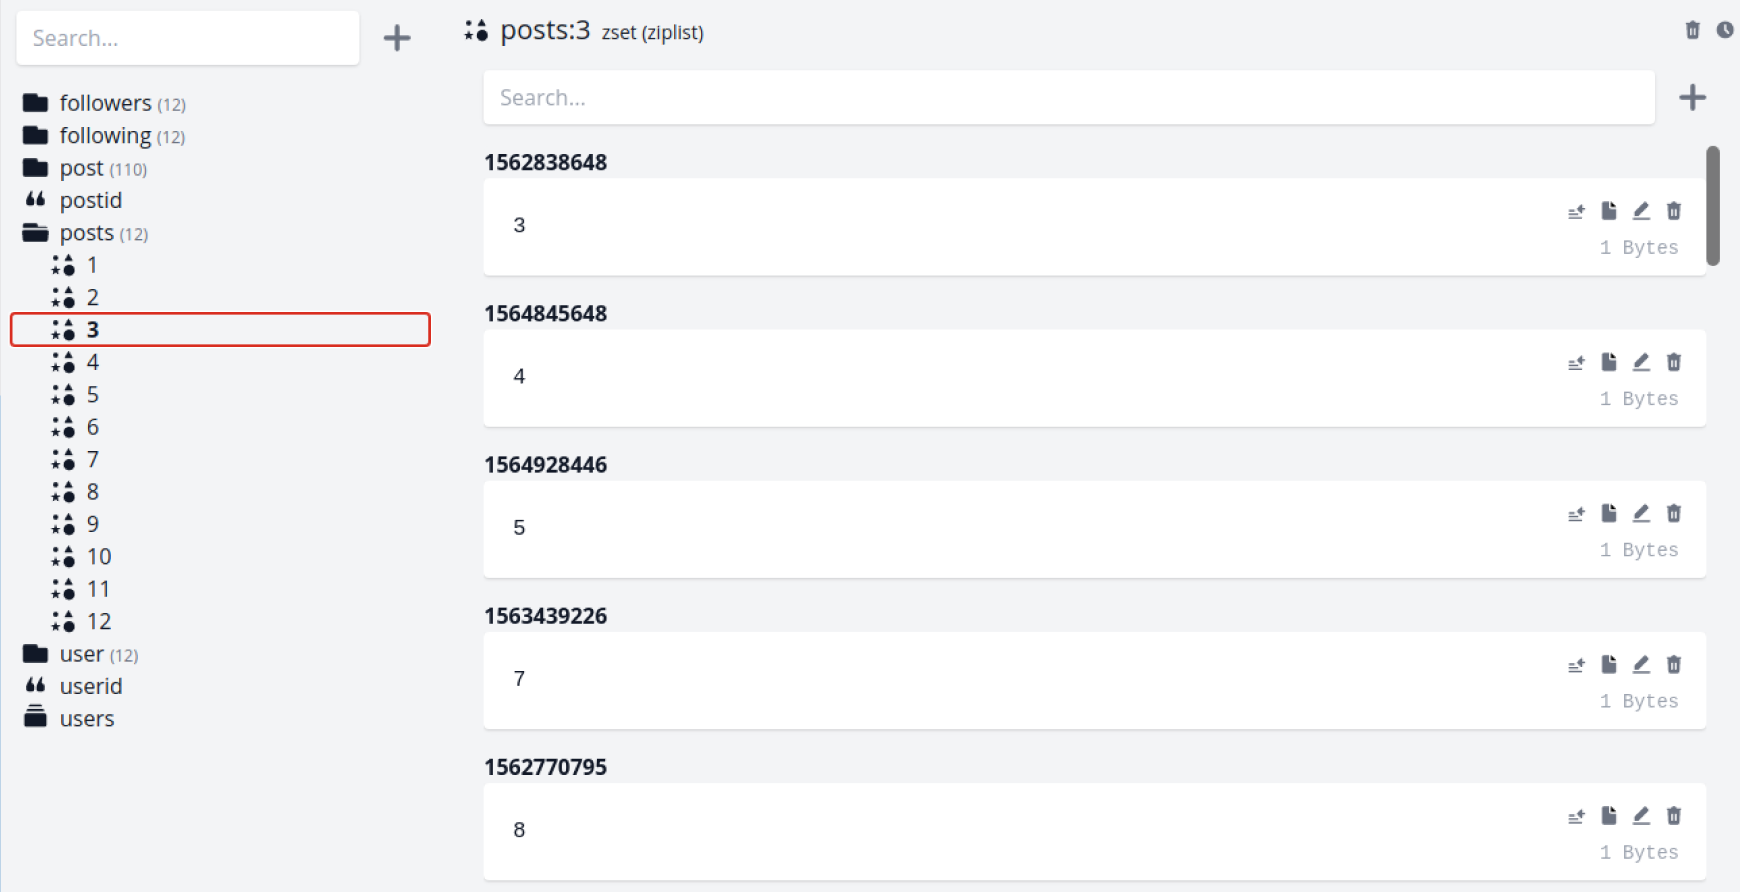 Search...
followers (12)
following (12)
post (110)
postid
posts (12)
1
2
3
4
5
6
7
8
9
10
11
12
user (12)
userid
users
posts:3 zset (ziplist)
Search...
1562838648
3
1 Bytes
1564845648
4
1 Bytes
1564928446
5
1 Bytes
1563439226
7
1 Bytes
1562770795
8
1 Bytes